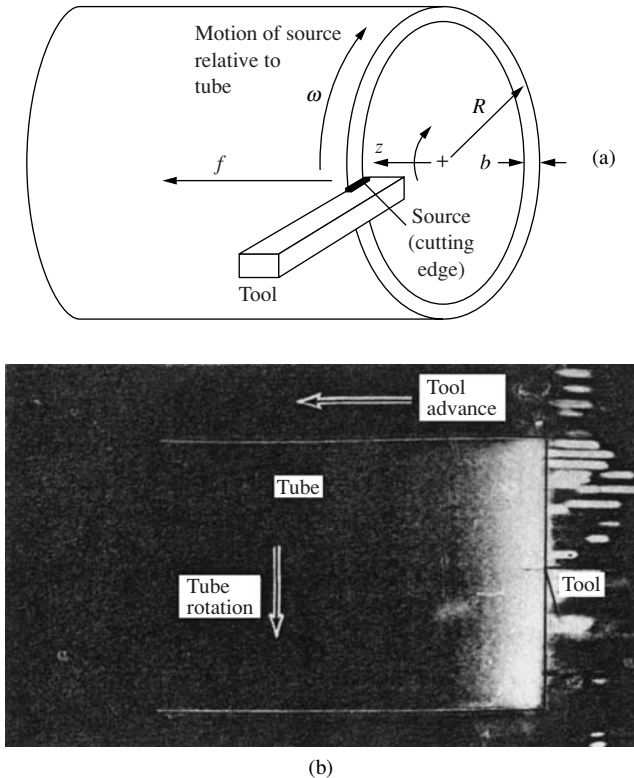 Motion of source
relative to
tube
ω
R
z
+
b
(a)
f
Source
(cutting
edge)
Tool
Tool
advance
Tube
Tube
rotation
Tool
(b)